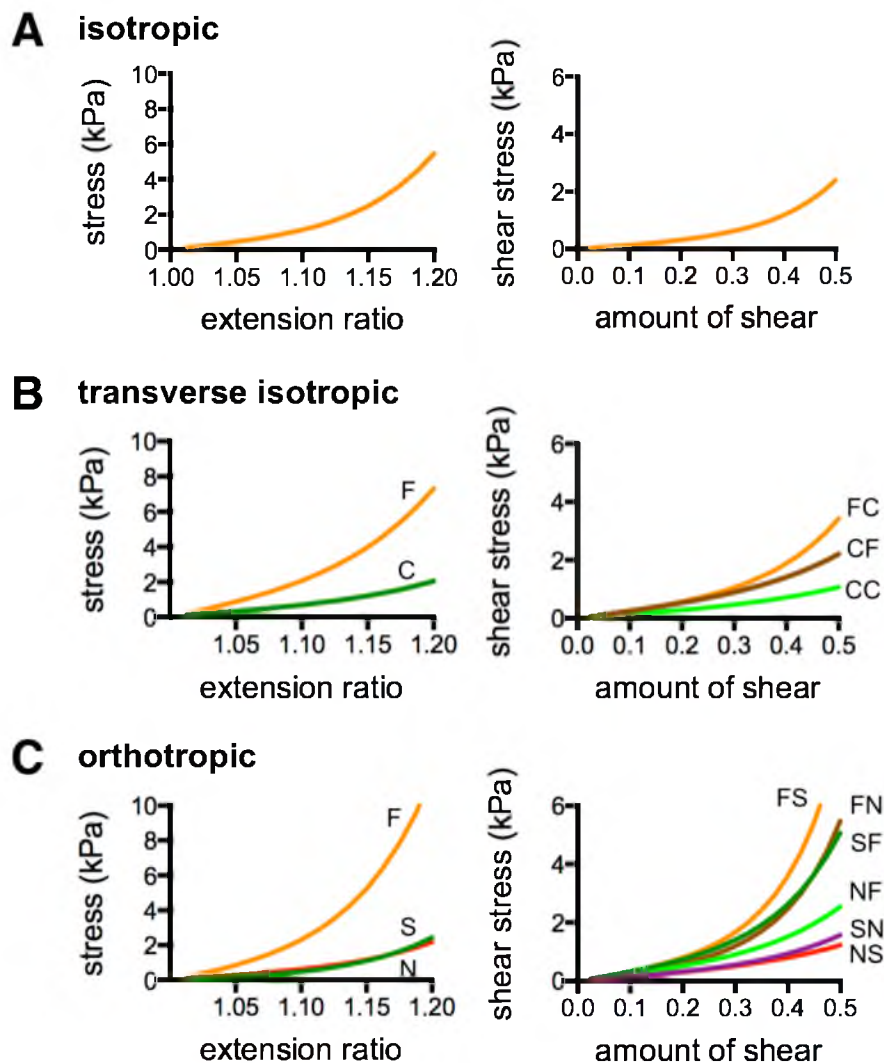 A isotropic
stress (kPa)
10
8
6
4
2
0
1.00 1.05 1.10 1.15 1.20
extension ratio
shear stress (kPa)
6
4
2
0
0.0 0.1 0.2 0.3 0.4 0.5
amount of shear
B transverse isotropic
stress (kPa)
10
8
6
4
2
0
F
C
1.05 1.10 1.15 1.20
extension ratio
shear stress (kPa)
6
4
2
0
FC
CF
CC
0.0 0.1 0.2 0.3 0.4 0.5
amount of shear
C orthotropic
stress (kPa)
10
8
6
4
2
0
F
S
N
1.05 1.10 1.15 1.20
extension ratio
shear stress (kPa)
6
4
2
0
FS
FN
SF
NF
SN
NS
0.0 0.1 0.2 0.3 0.4 0.5
amount of shear